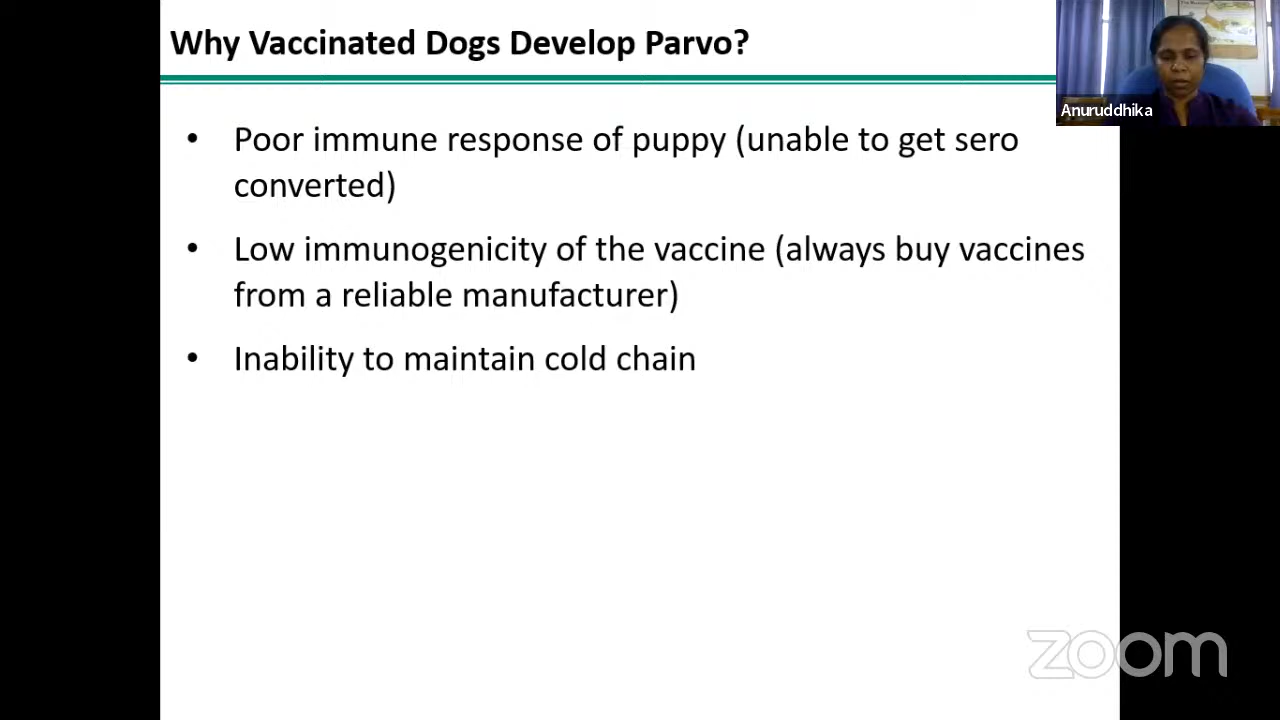 Why Vaccinated Dogs Develop Parvo?
Anuruddhika
• Poor immune response of puppy (unable to get sero
converted)
• Low immunogenicity of the vaccine (always buy vaccines
from a reliable manufacturer)
• Inability to maintain cold chain
zoom